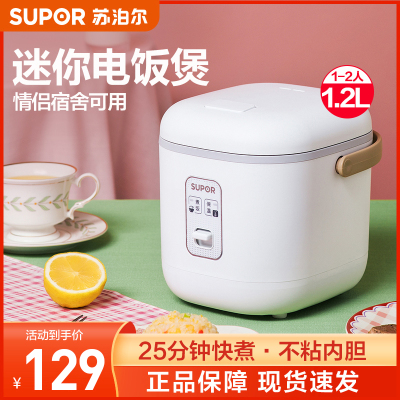 SUPOR 苏泊尔
迷你电饭煲
情侣宿舍可用
1-2人
1.2L
SUPOR
活动到手价
¥129
25分钟快煮·不粘内胆
正品保障 现货速发